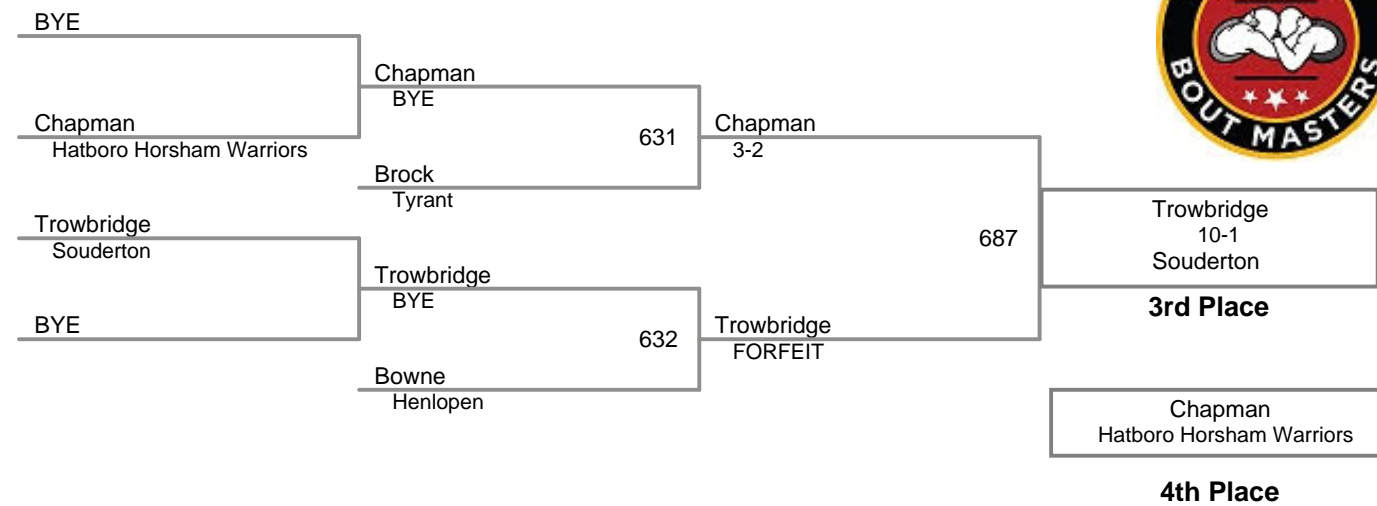 BYE
Chapman
BYE
Chapman
Hatboro Horsham Warriors
631
Chapman
3-2
Brock
Tyrant
Trowbridge
Souderton
687
Trowbridge
10-1
Souderton
3rd Place
Trowbridge
BYE
BYE
632
Trowbridge
FORFEIT
Bowne
Henlopen
Chapman
Hatboro Horsham Warriors
4th Place
BOUT MASTERS